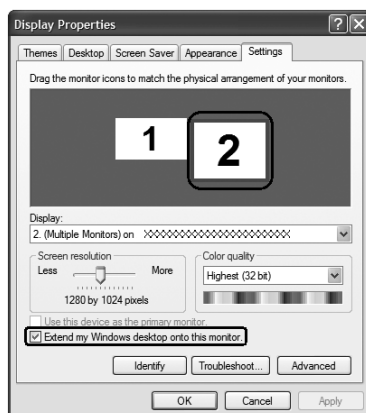 Display Properties
Themes Desktop Screen Saver Appearance Settings
Drag the monitor icons to match the physical arrangement of your monitors.
1 2
Display:
2. (Multiple Monitors) on XXXXXXXXXXXXXXXXXXXXXXX
Screen resolution Color quality
Less More Highest (32 bit)
1280 by 1024 pixels
Use this device as the primary monitor.
Extend my Windows desktop onto this monitor.
Identify Troubleshoot... Advanced
OK Cancel Apply